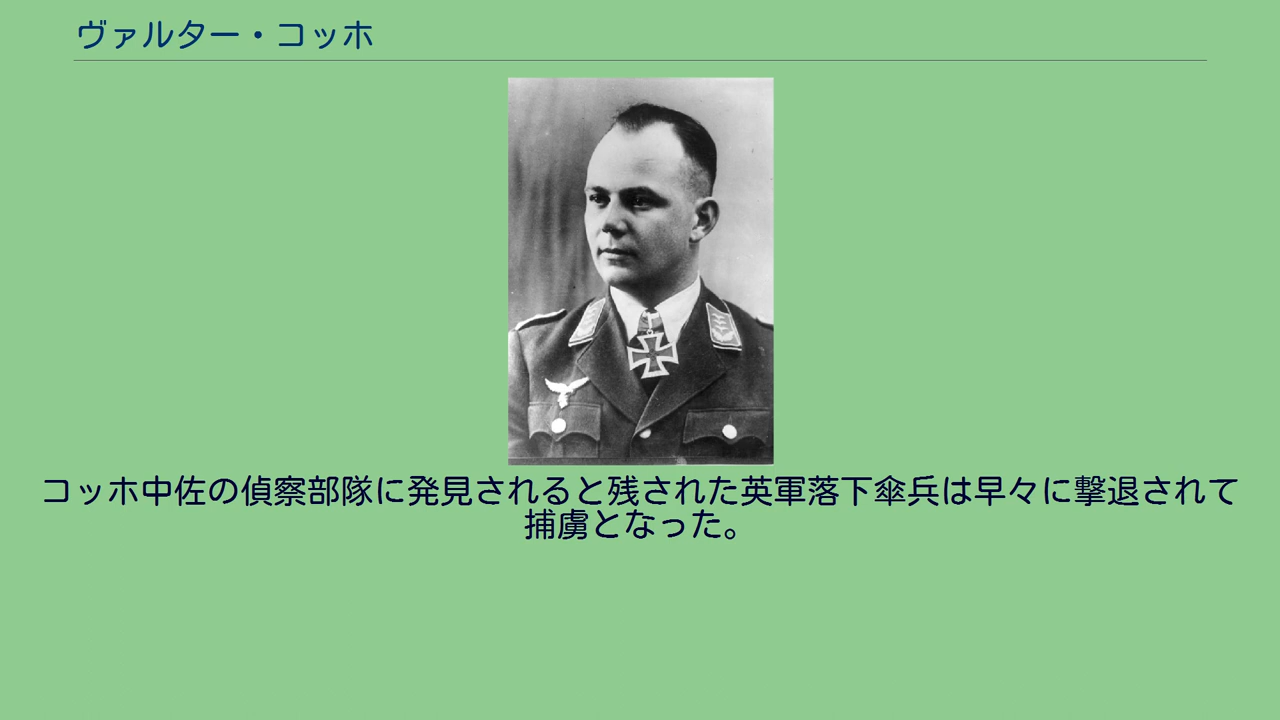 ヴァルター・コッホ
コッホ中佐の偵察部隊に発見されると残された英軍落下傘兵は早々に撃退されて
捕虜となった。